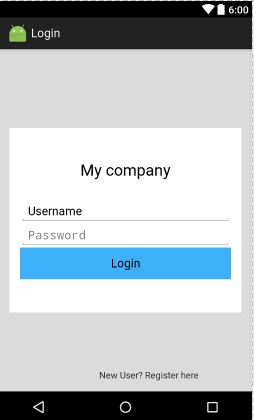 6:00
Login
My company
Username
Password
Login
New User? Register here